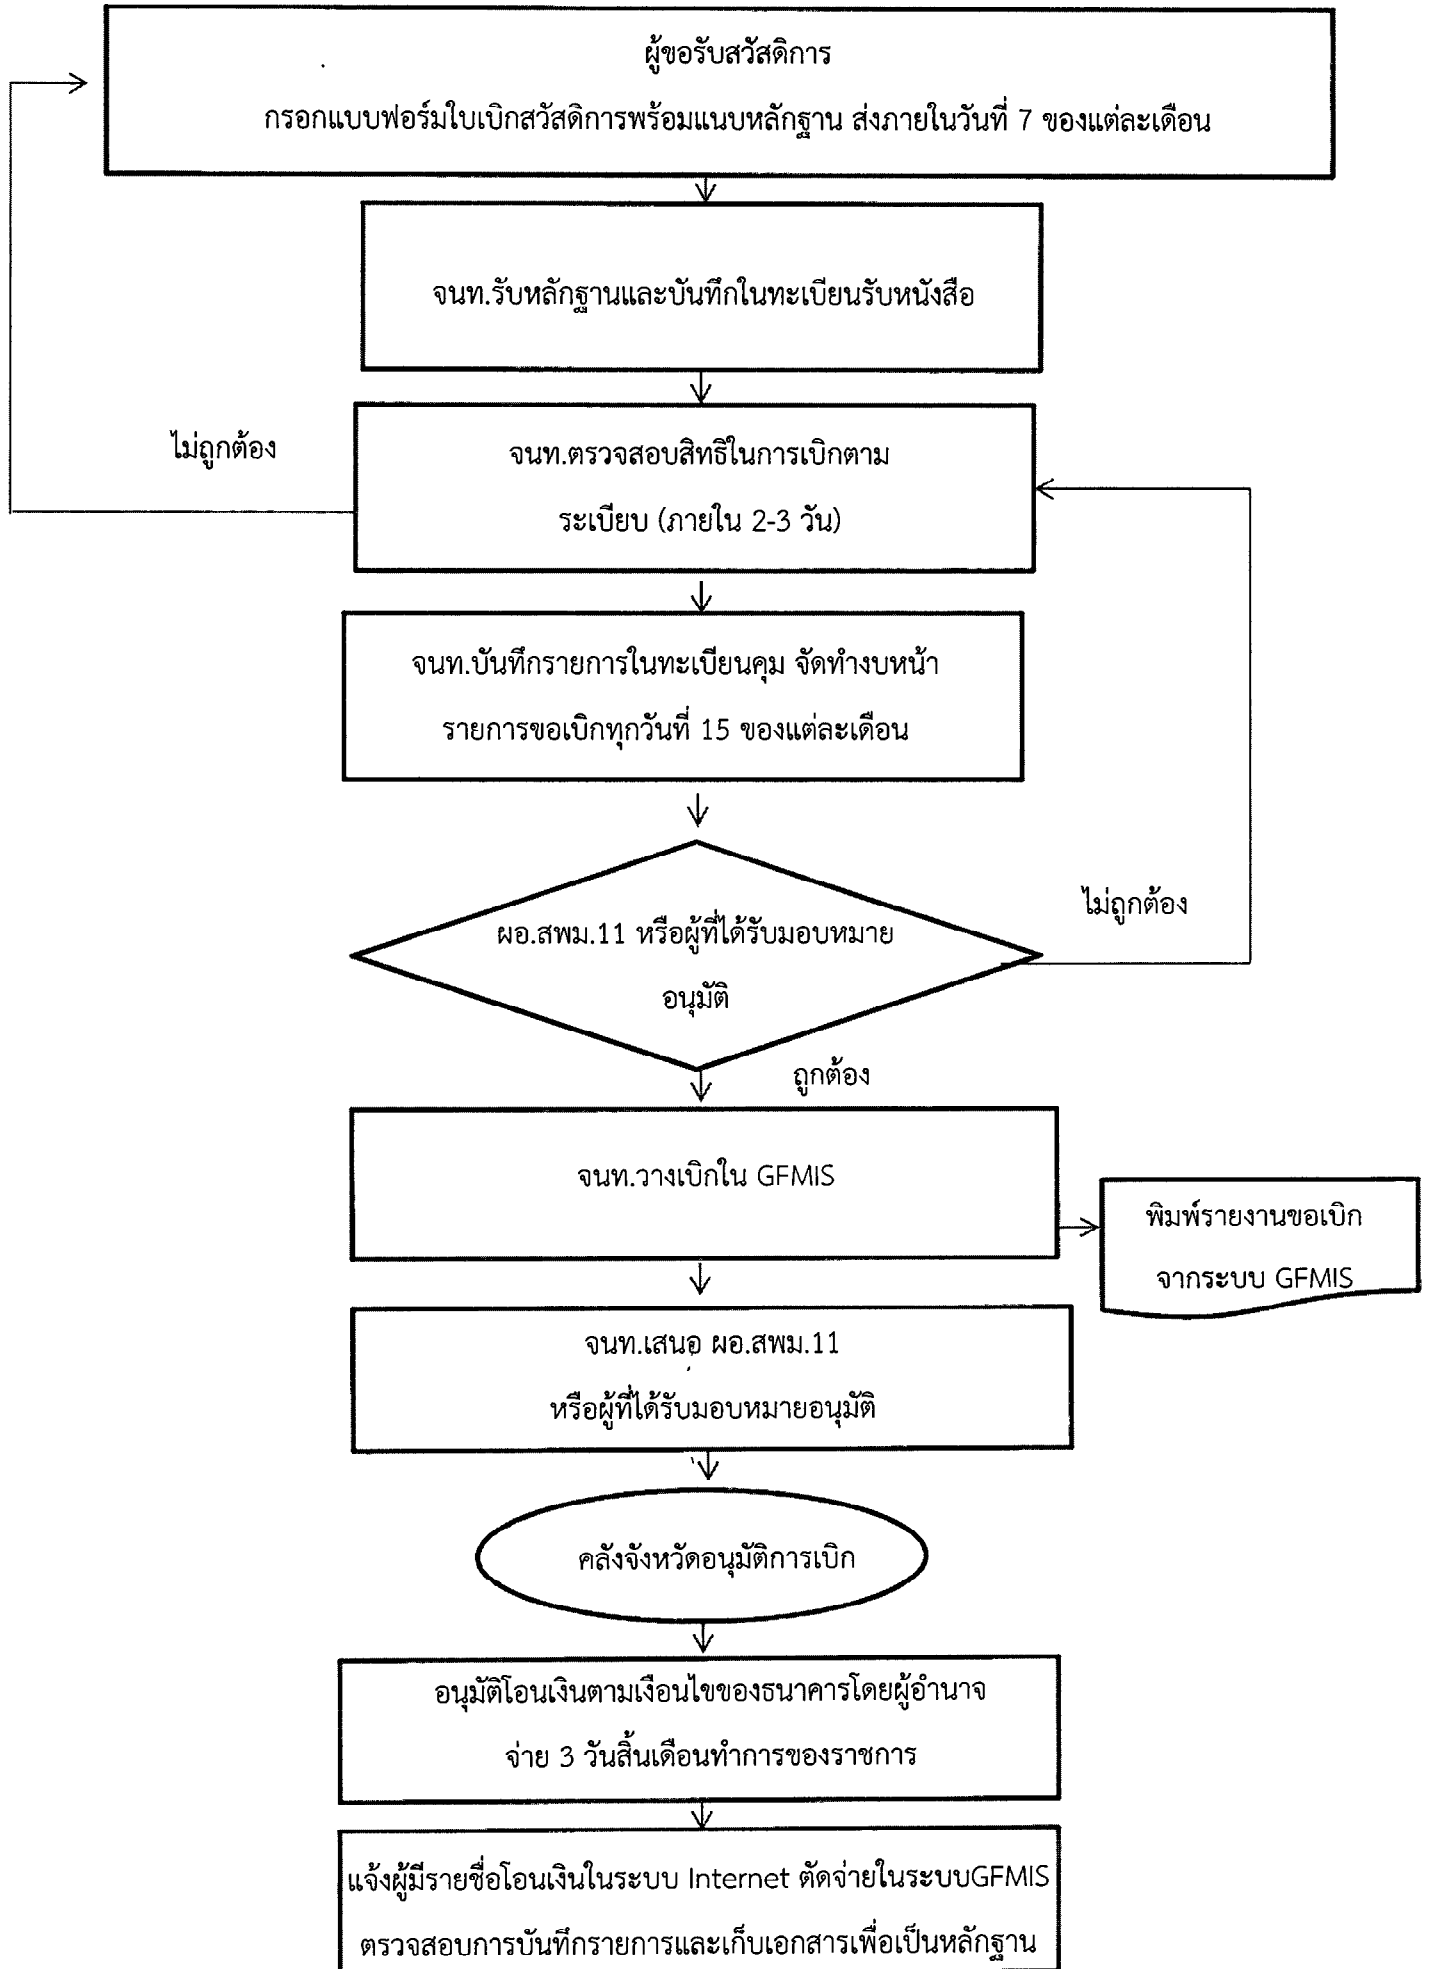 ผู้ขอรับสวัสดิการ
กรอกแบบฟอร์มใบเบิกสวัสดิการพร้อมแนบหลักฐาน ส่งภายในวันที่ 7 ของแต่ละเดือน
จนท.รับหลักฐานและบันทึกในทะเบียนรับหนังสือ
ไม่ถูกต้อง
จนท.ตรวจสอบสิทธิในการเบิกตาม
ระเบียบ (ภายใน 2-3 วัน)
จนท.บันทึกรายการในทะเบียนคุม จัดทำงบหน้า
รายการขอเบิกทุกวันที่ 15 ของแต่ละเดือน
ไม่ถูกต้อง
ผอ.สพม.11 หรือผู้ที่ได้รับมอบหมาย
อนุมัติ
ถูกต้อง
จนท.วางเบิกใน GFMIS
พิมพ์รายงานขอเบิก
จากระบบ GFMIS
จนท.เสนอ ผอ.สพม.11
หรือผู้ที่ได้รับมอบหมายอนุมัติ
คลังจังหวัดอนุมัติการเบิก
อนุมัติโอนเงินตามเงือนไขของธนาคารโดยผู้อำนาจ
จ่าย 3 วันสิ้นเดือนทำการของราชการ
แจ้งผู้มีรายชื่อโอนเงินในระบบ Internet ตัดจ่ายในระบบGFMIS
ตรวจสอบการบันทึกรายการและเก็บเอกสารเพื่อเป็นหลักฐาน